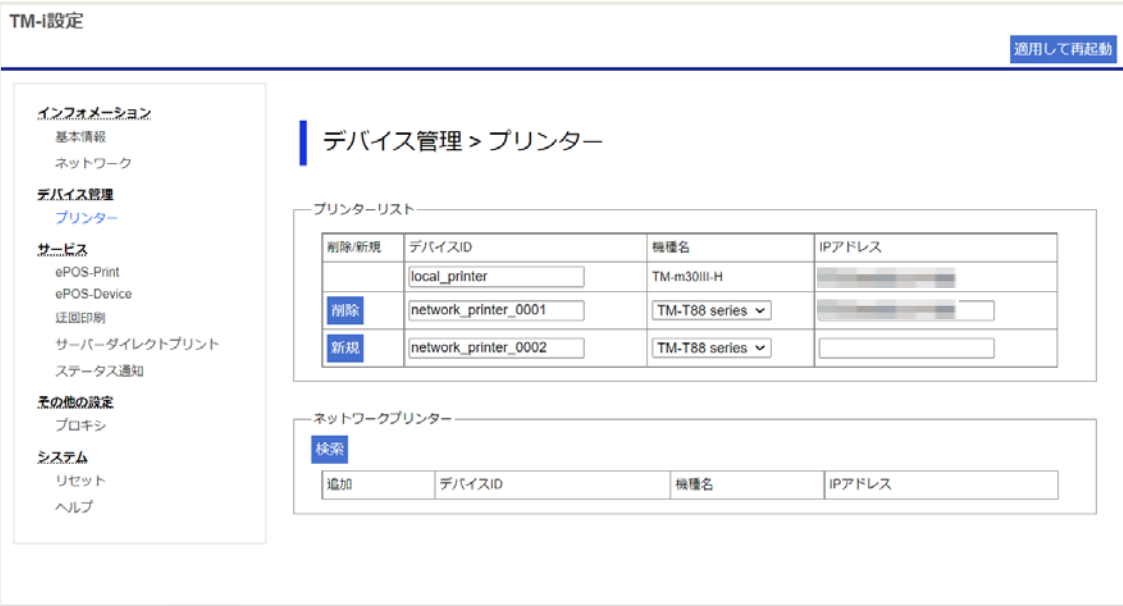 TM-i設定
適用して再起動
インフォメーション
基本情報
ネットワーク
デバイス管理
プリンター
サービス
ePOS-Print
ePOS-Device
迂回印刷
サーバーダイレクトプリント
ステータス通知
その他の設定
プロキシ
システム
リセット
ヘルプ
デバイス管理 > プリンター
プリンターリスト
削除/新規 デバイスID 機種名 IPアドレス
local_printer TM-m30III-H
削除 network_printer_0001 TM-T88 series
新規 network_printer_0002 TM-T88 series
ネットワークプリンター
検索
追加 デバイスID 機種名 IPアドレス